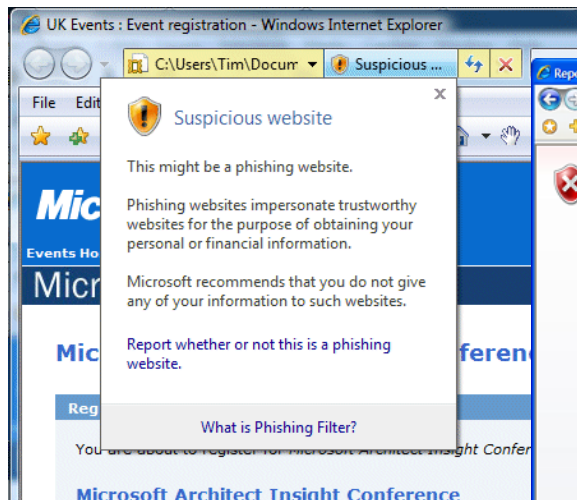 UK Events : Event registration - Windows Internet Explorer
C:\Users\Tim\Docum
Suspicious ...
Repo
File Edit
x
Suspicious website
This might be a phishing website.
Phishing websites impersonate trustworthy
websites for the purpose of obtaining your
personal or financial information.
Microsoft recommends that you do not give
any of your information to such websites.
Report whether or not this is a phishing
website.
What is Phishing Filter?
Mic
Events Ho
Micr
Mic
feren
Reg
You are about to register for Microsoft Architect Insight Confer
Microsoft Architect Insight Conference